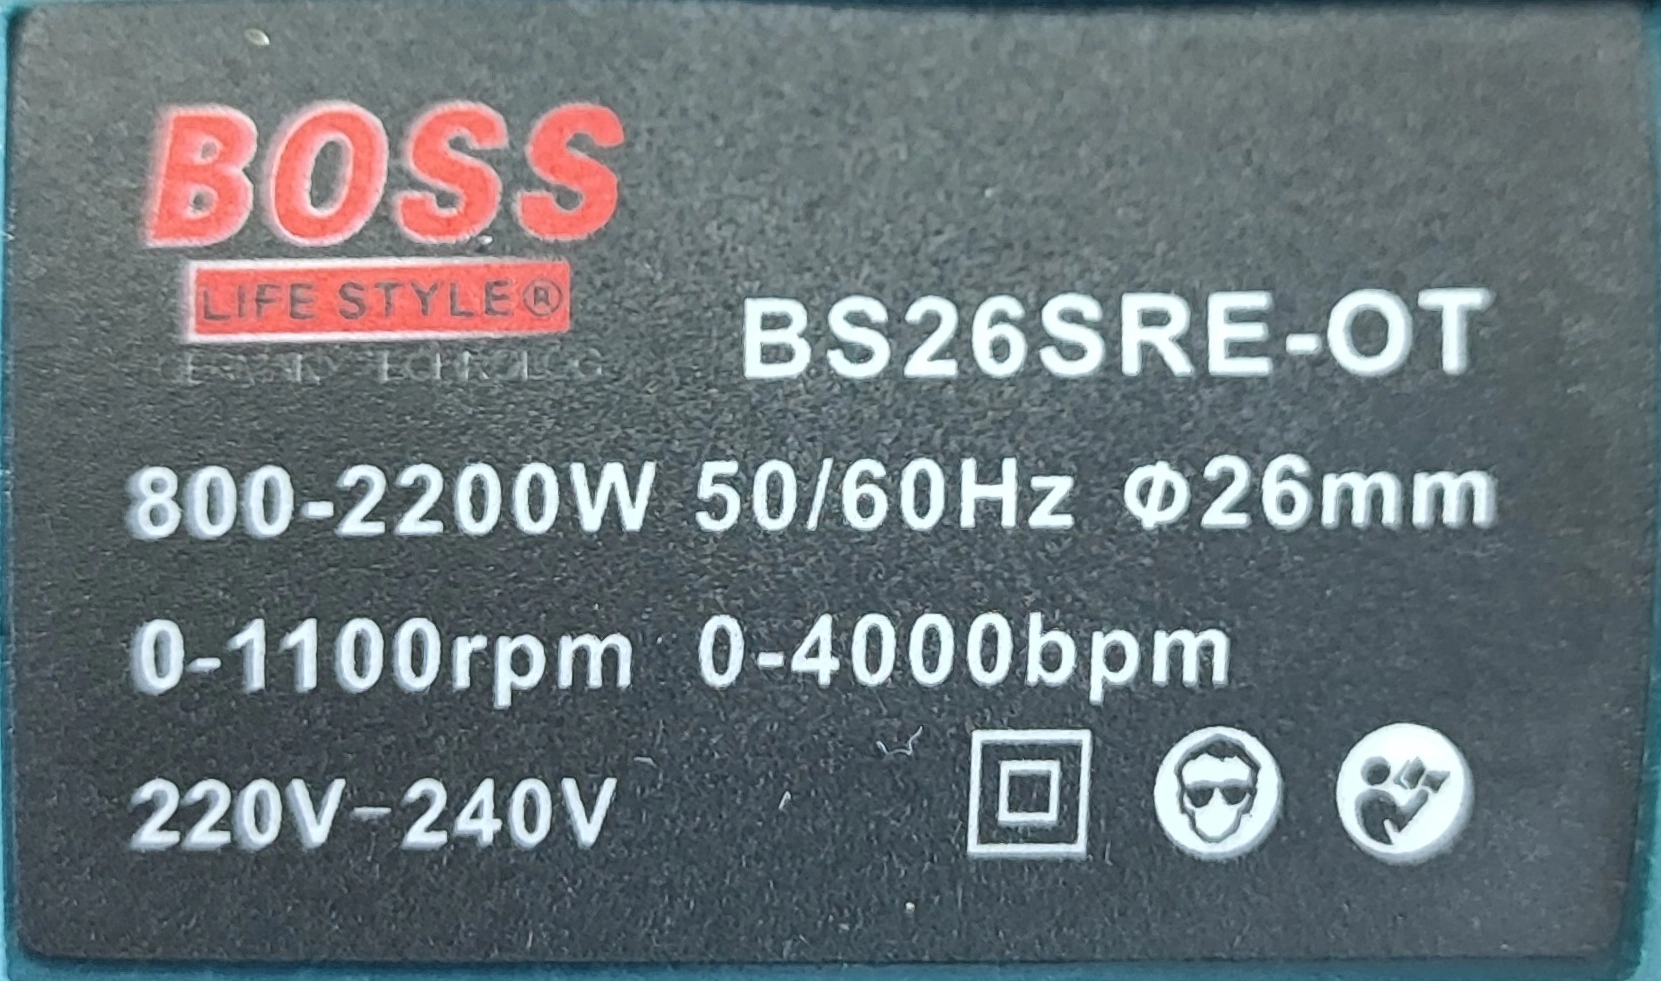 BOSS
LIFE STYLE®
BS26SRE-OT
800-2200W 50/60Hz Φ26mm
0-1100rpm 0-4000bpm
220V-240V